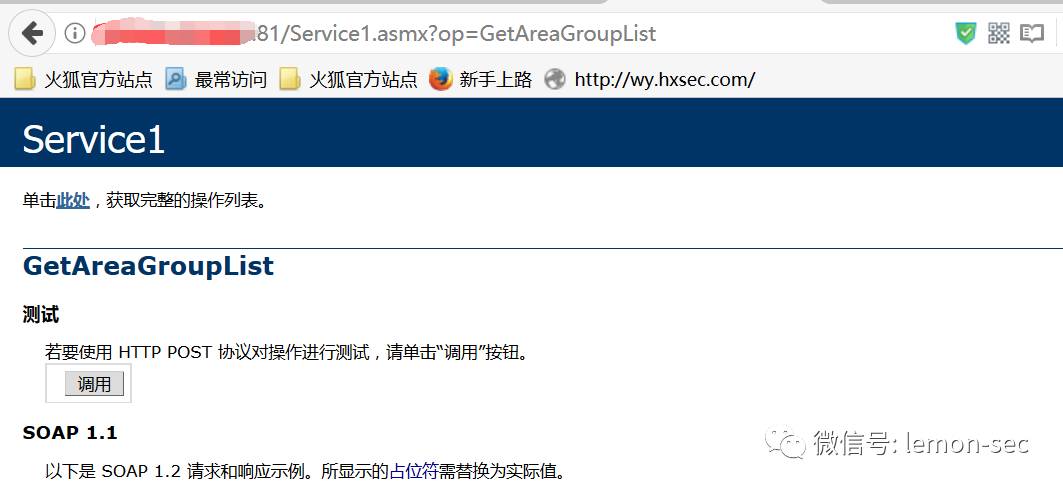 81/Service1.asmx?op=GetAreaGroupList
火狐官方站点 最常访问 火狐官方站点 新手上路 http://wy.hxsec.com/
Service1
单击此处，获取完整的操作列表。
GetAreaGroupList
测试
若要使用 HTTP POST 协议对操作进行测试，请单击“调用”按钮。
调用
SOAP 1.1
以下是 SOAP 1.2 请求和响应示例。所显示的占位符需替换为实际值。
微信号: lemon-sec